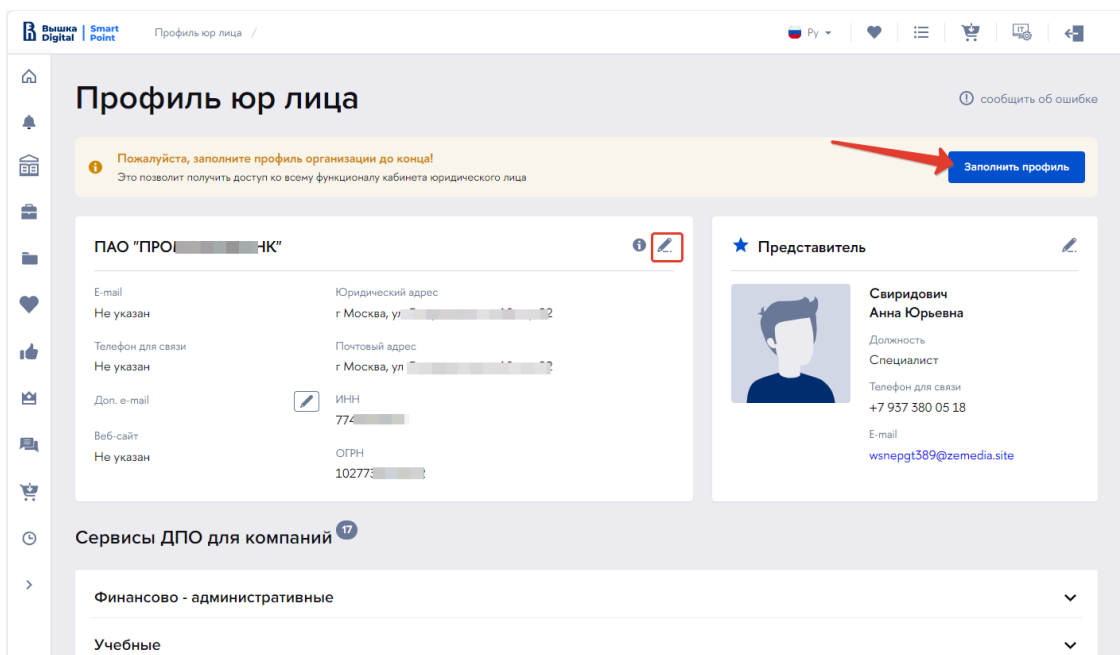 Вышка Digital | Smart Point
Профиль юр лица /
Ру
Профиль юр лица
сообщить об ошибке
Пожалуйста, заполните профиль организации до конца!
Это позволит получить доступ ко всему функционалу кабинета юридического лица
Заполнить профиль
ПАО "ПРО НК"
E-mail
Не указан
Телефон для связи
Не указан
Доп. e-mail
Веб-сайт
Не указан
Юридический адрес
г Москва, ул
Почтовый адрес
г Москва, ул
ИНН
774
ОГРН
10277
Представитель
Свиридович
Анна Юрьевна
Должность
Специалист
Телефон для связи
+7 937 380 05 18
E-mail
wsnepgt389@zemedia.site
Сервисы ДПО для компаний 17
Финансово - административные
Учебные